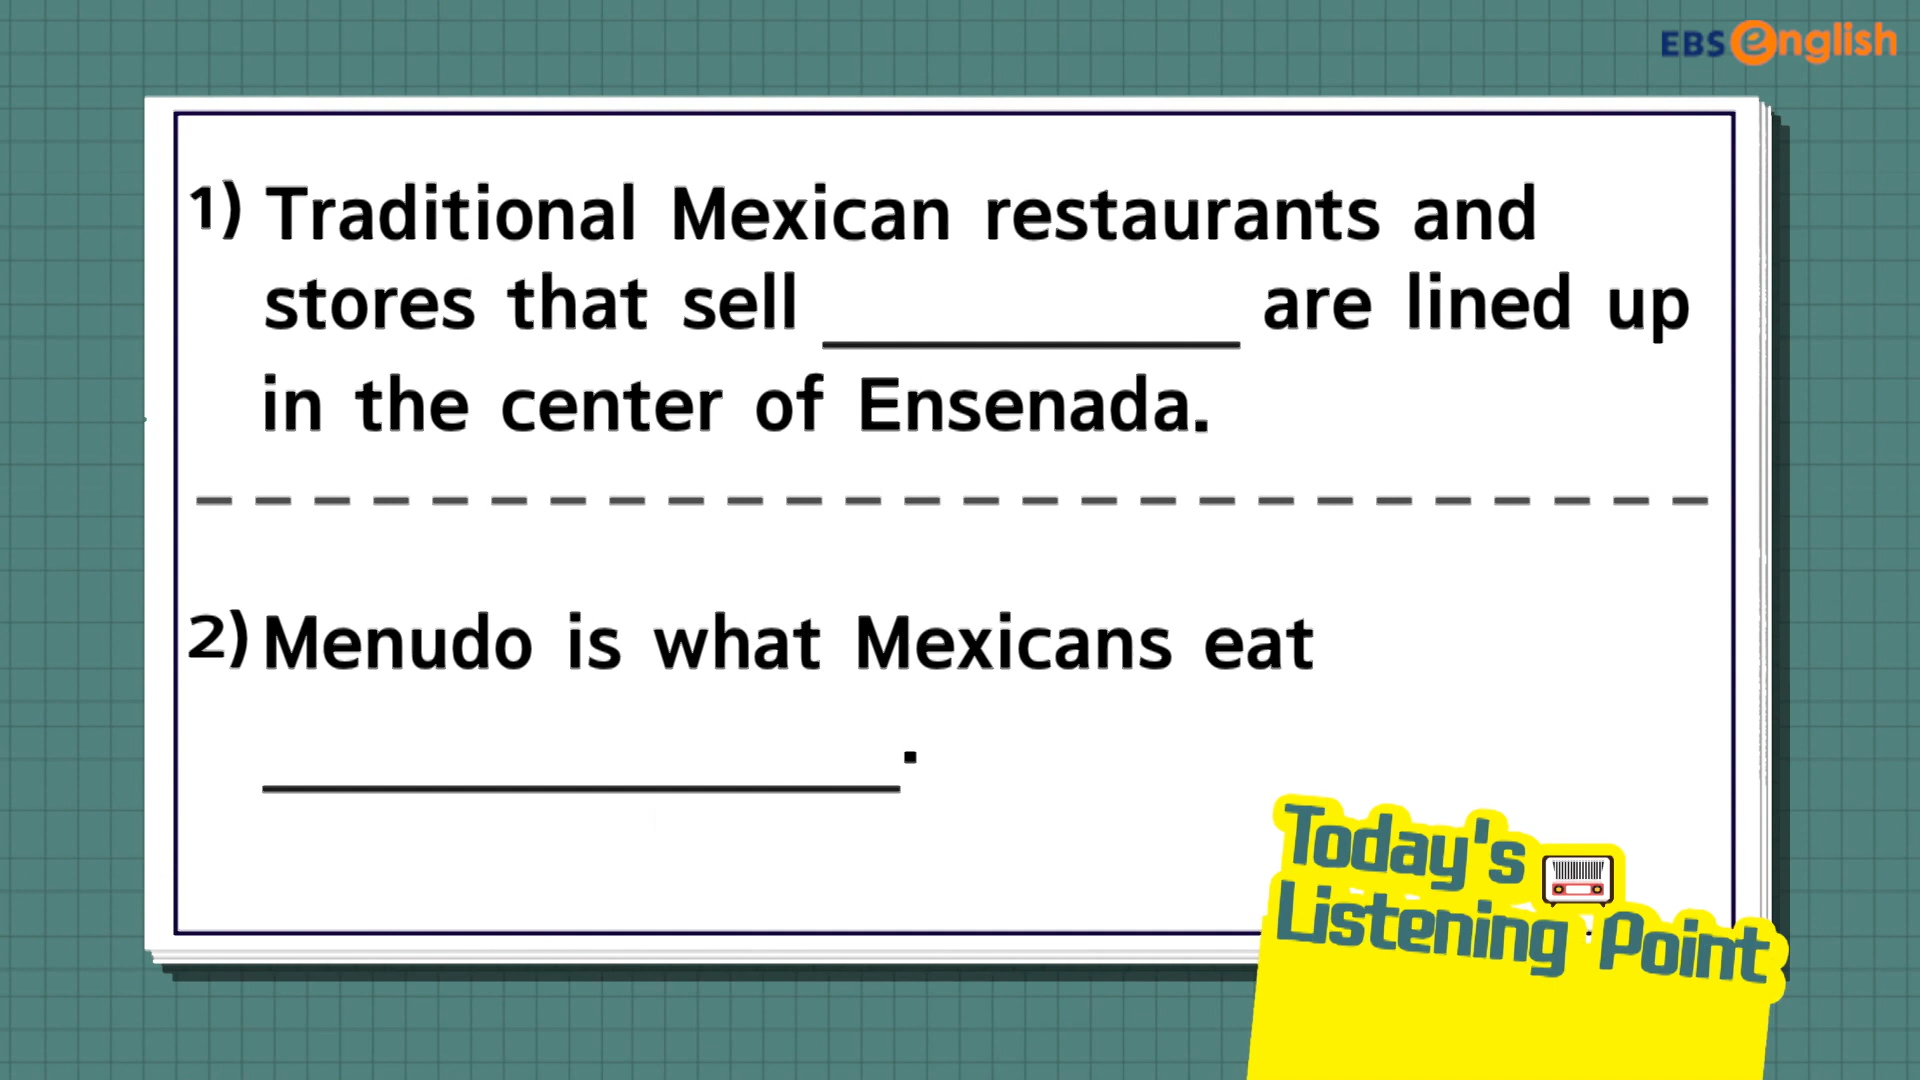 EBS english
1) Traditional Mexican restaurants and
stores that sell ____________ are lined up
in the center of Ensenada.
2) Menudo is what Mexicans eat
____________________.
Today's
Listening Point